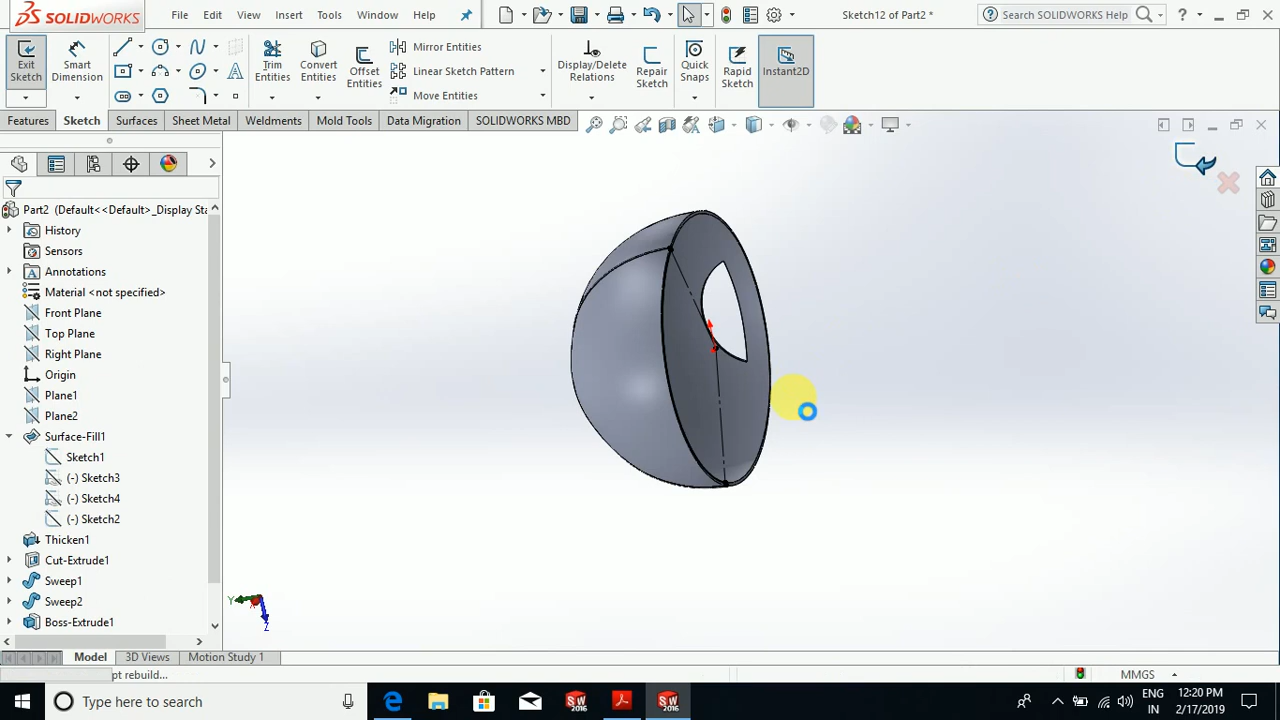 SOLIDWORKS
File
Edit
View
Insert
Tools
Window
Help
Sketch12 of Part2 *
Search SOLIDWORKS Help
?
Exit Sketch
Smart Dimension
Trim Entities
Convert Entities
Offset Entities
Mirror Entities
Linear Sketch Pattern
Move Entities
Display/Delete Relations
Repair Sketch
Quick Snaps
Rapid Sketch
Instant2D
Features
Sketch
Surfaces
Sheet Metal
Weldments
Mold Tools
Data Migration
SOLIDWORKS MBD
Part2 (Default<<Default>_Display Sta
History
Sensors
Annotations
Material <not specified>
Front Plane
Top Plane
Right Plane
Origin
Plane1
Plane2
Surface-Fill1
Sketch1
(-) Sketch3
(-) Sketch4
(-) Sketch2
Thicken1
Cut-Extrude1
Sweep1
Sweep2
Boss-Extrude1
Y
Z
Model
3D Views
Motion Study 1
pt rebuild...
MMGS
Type here to search
SW 2016
SW 2016
ENG
IN
12:20 PM
2/17/2019